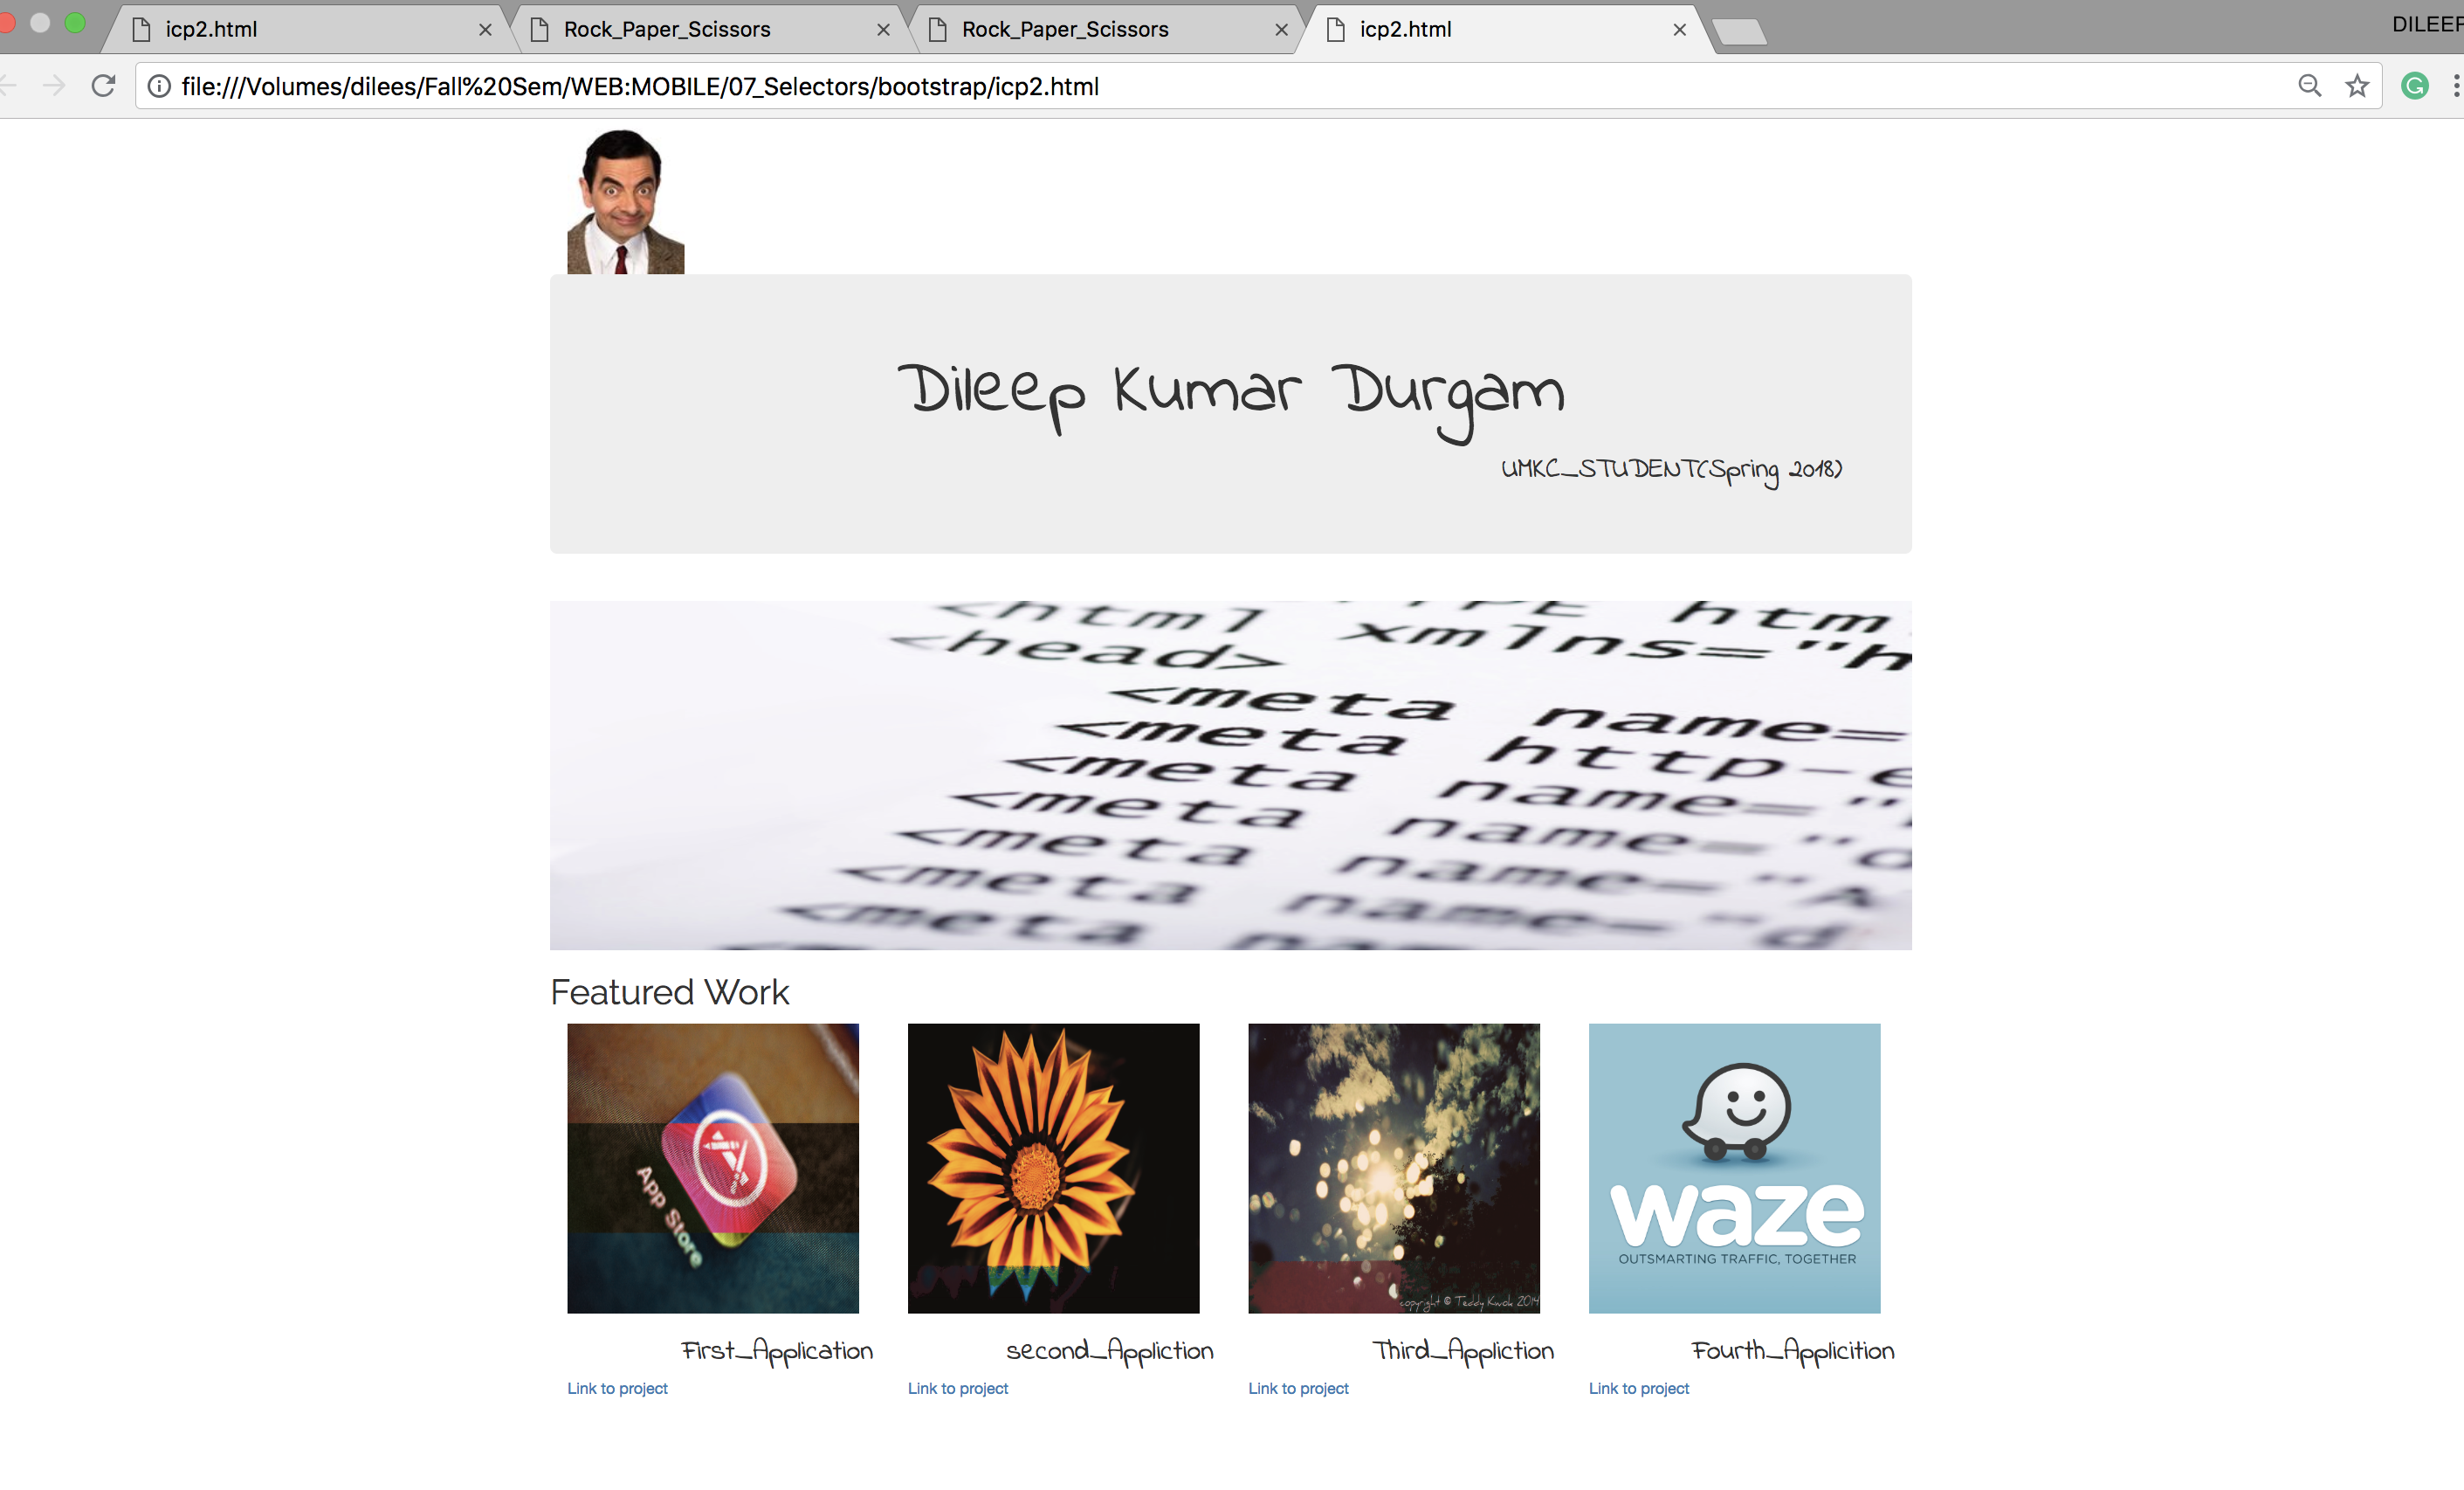 icp2.html
Rock_Paper_Scissors
Rock_Paper_Scissors
icp2.html
DILEEP
file:///Volumes/dilees/Fall%20Sem/WEB:MOBILE/07_Selectors/bootstrap/icp2.html
Dileep Kumar Durgam
UMKC_STUDENT(Spring 2018)
<html
htm
<head>
xmlns="h
<meta name=
<meta http-e
<meta name="
<meta name="d
<meta name="A
<meta name="d
<meta
Featured Work
App Store
copyright © Teddy Kwok 2014
waze
OUTSMARTING TRAFFIC, TOGETHER
First_Application
second_Appliction
Third_Appliction
Fourth_Applicition
Link to project
Link to project
Link to project
Link to project